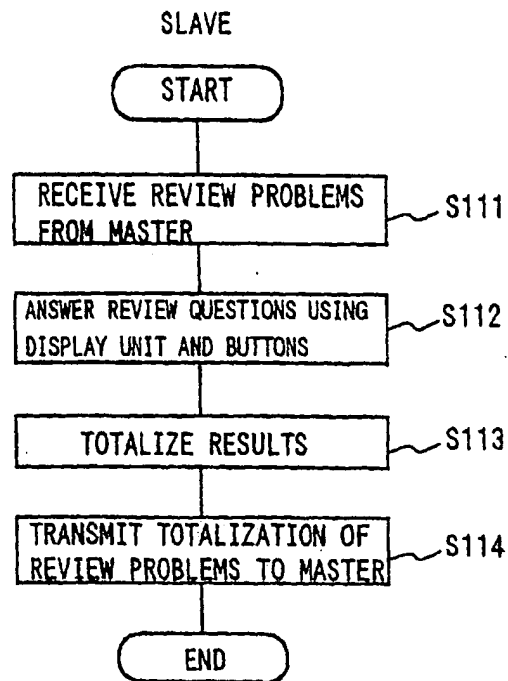 SLAVE
START
RECEIVE REVIEW PROBLEMS
FROM MASTER
S111
ANSWER REVIEW QUESTIONS USING
DISPLAY UNIT AND BUTTONS
S112
TOTALIZE RESULTS
S113
TRANSMIT TOTALIZATION OF
REVIEW PROBLEMS TO MASTER
S114
END